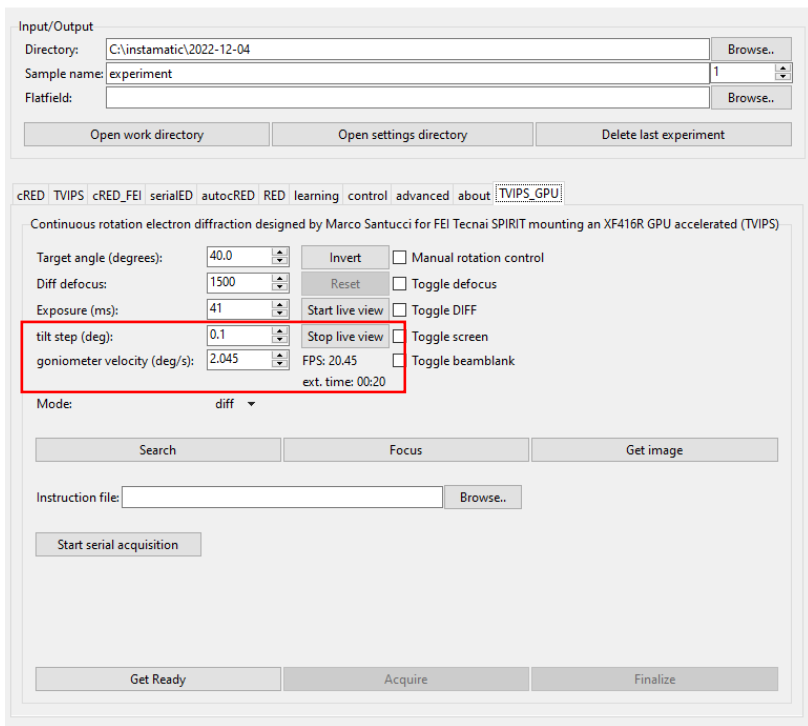 Input/Output
Directory: C:\instamatic\2022-12-04 Browse..
Sample name: experiment 1
Flatfield: Browse..
Open work directory Open settings directory Delete last experiment
cRED TVIPS cRED_FEI serialED autocRED RED learning control advanced about TVIPS_GPU
Continuous rotation electron diffraction designed by Marco Santucci for FEI Tecnai SPIRIT mounting an XF416R GPU accelerated (TVIPS)
Target angle (degrees): 40.0 Invert Manual rotation control
Diff defocus: 1500 Reset Toggle defocus
Exposure (ms): 41 Start live view Toggle DIFF
tilt step (deg): 0.1 Stop live view Toggle screen
goniometer velocity (deg/s): 2.045 FPS: 20.45 Toggle beamblank
ext. time: 00:20
Mode: diff
Search Focus Get image
Instruction file: Browse..
Start serial acquisition
Get Ready Acquire Finalize